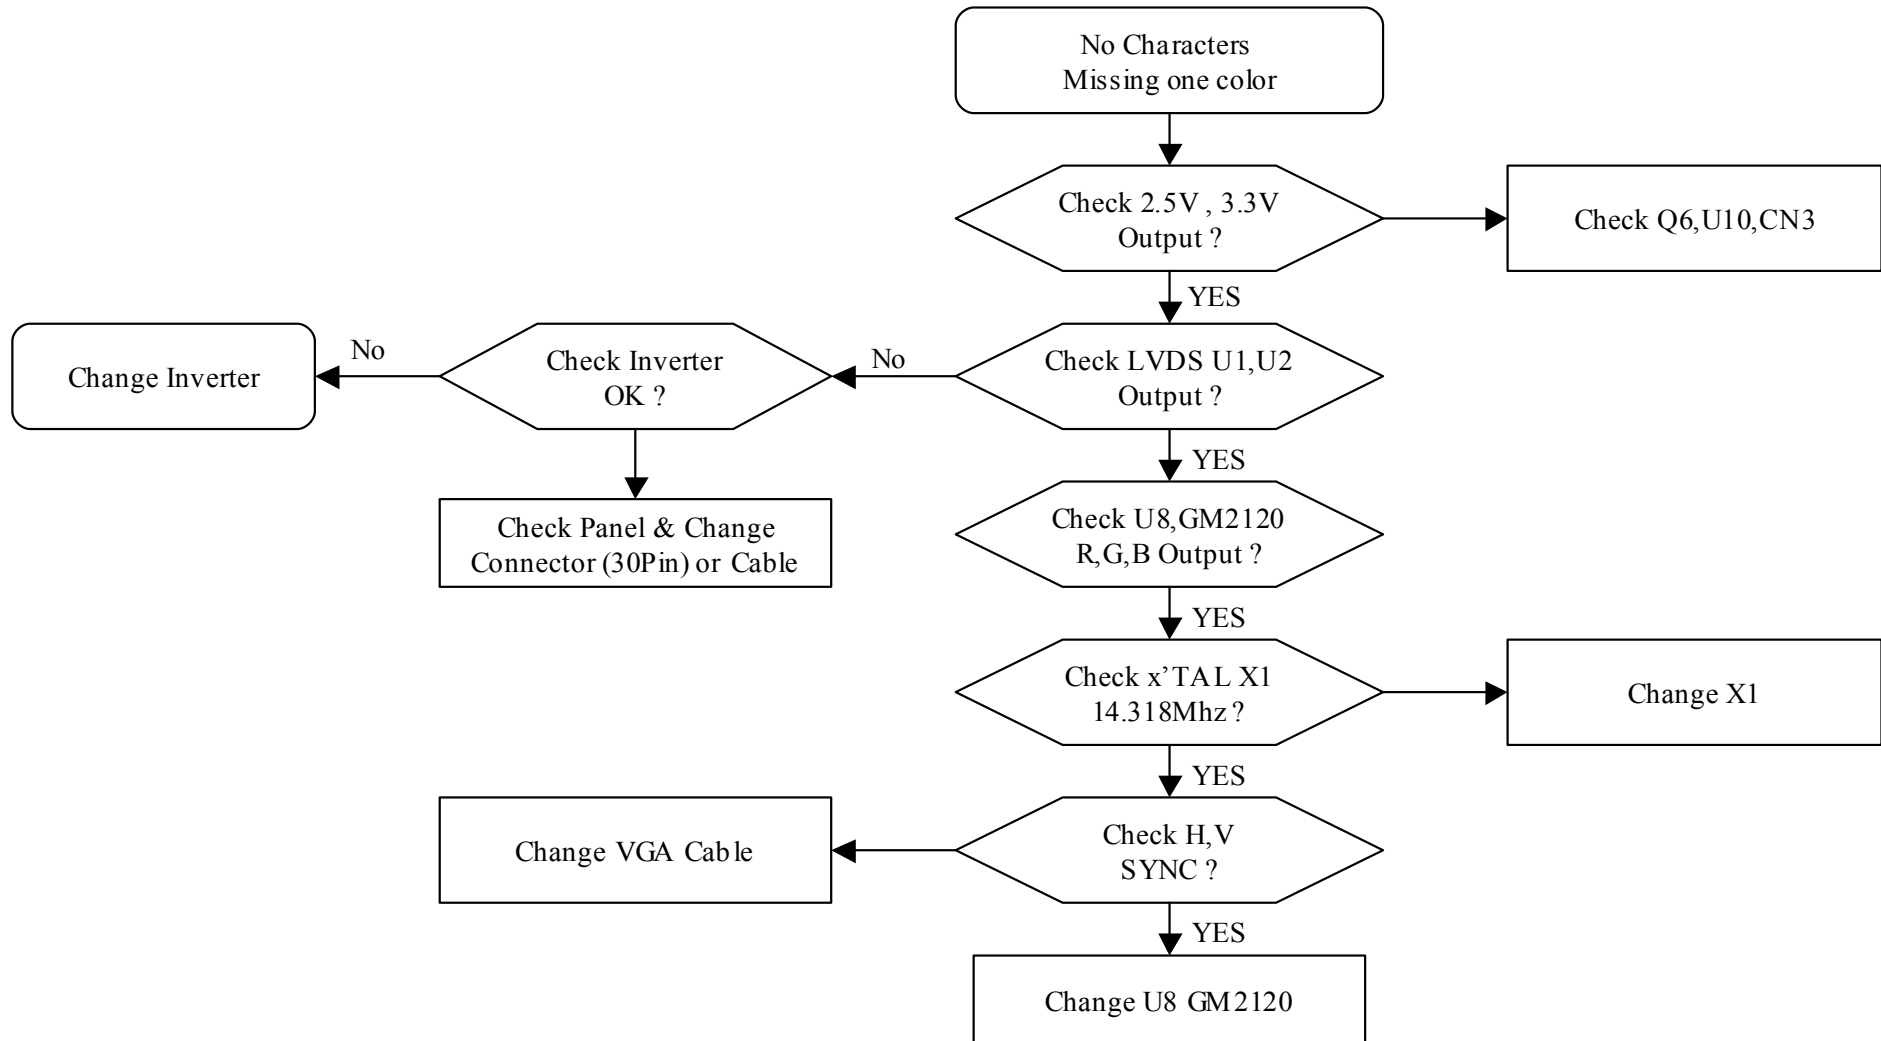 No Characters
Missing one color
Check 2.5V , 3.3V
Output ?
Check Q6,U10,CN3
YES
Change Inverter
No
Check Inverter
OK ?
No
Check LVDS U1,U2
Output ?
YES
Check Panel & Change
Connector (30Pin) or Cable
Check U8,GM2120
R,G,B Output ?
YES
Check x’TAL X1
14.318Mhz ?
Change X1
YES
Change VGA Cable
Check H,V
SYNC ?
YES
Change U8 GM2120